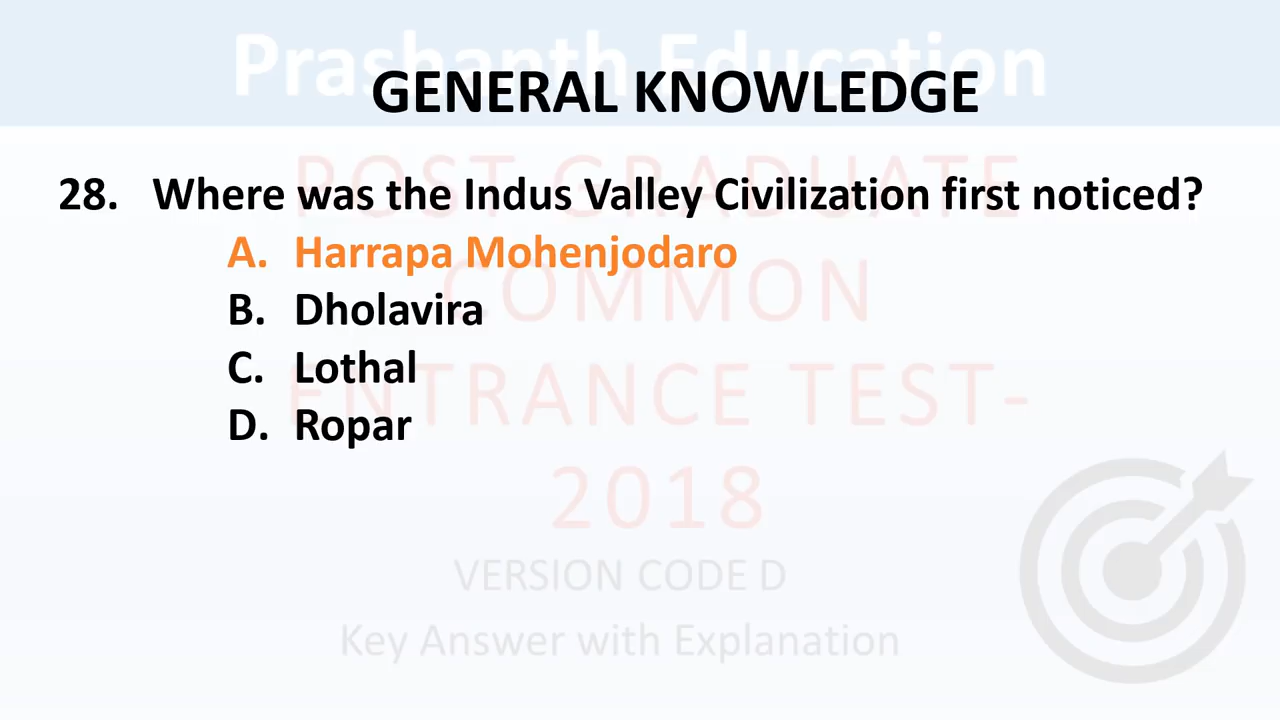 Prashanth Education
GENERAL KNOWLEDGE
28. Where was the Indus Valley Civilization first noticed?
A. Harrapa Mohenjodaro
B. Dholavira
C. Lothal
D. Ropar
POST GRADUATE
COMMON
ENTRANCE TEST-
2018
VERSION CODE D
Key Answer with Explanation